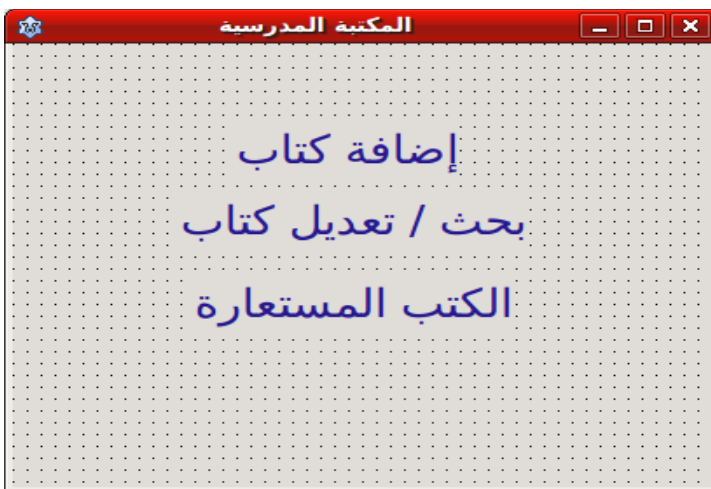 المكتبة المدرسية
إضافة كتاب
بحث / تعديل كتاب
الكتب المستعارة